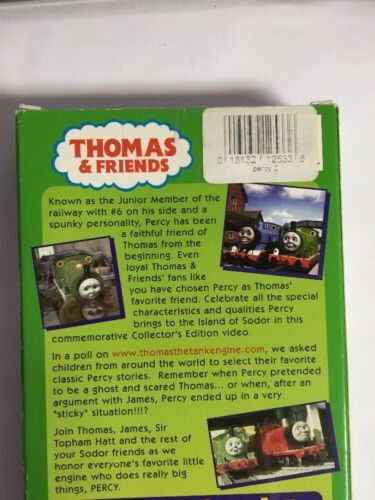 THOMAS
& FRIENDS
0 13132 12533 6
percy 2
Known as the Junior Member of the
railway with #6 on his side and a
spunky personality, Percy has been
a faithful friend of
Thomas from the
beginning. Even
loyal Thomas &
Friends' fans like
you have chosen Percy as Thomas'
favorite friend. Celebrate all the special
characteristics and qualities Percy
brings to the Island of Sodor in this
commemorative Collector's Edition video.
In a poll on www.thomasthetankengine.com, we asked
children from around the world to select their favorite
classic Percy stories. Remember when Percy pretended
to be a ghost and scared Thomas... or when, after an
argument with James, Percy ended up in a very
"sticky" situation!!!?
Join Thomas, James, Sir
Topham Hatt and the rest of
your Sodor friends as we
honor everyone's favorite little
engine who does really big
things, PERCY.